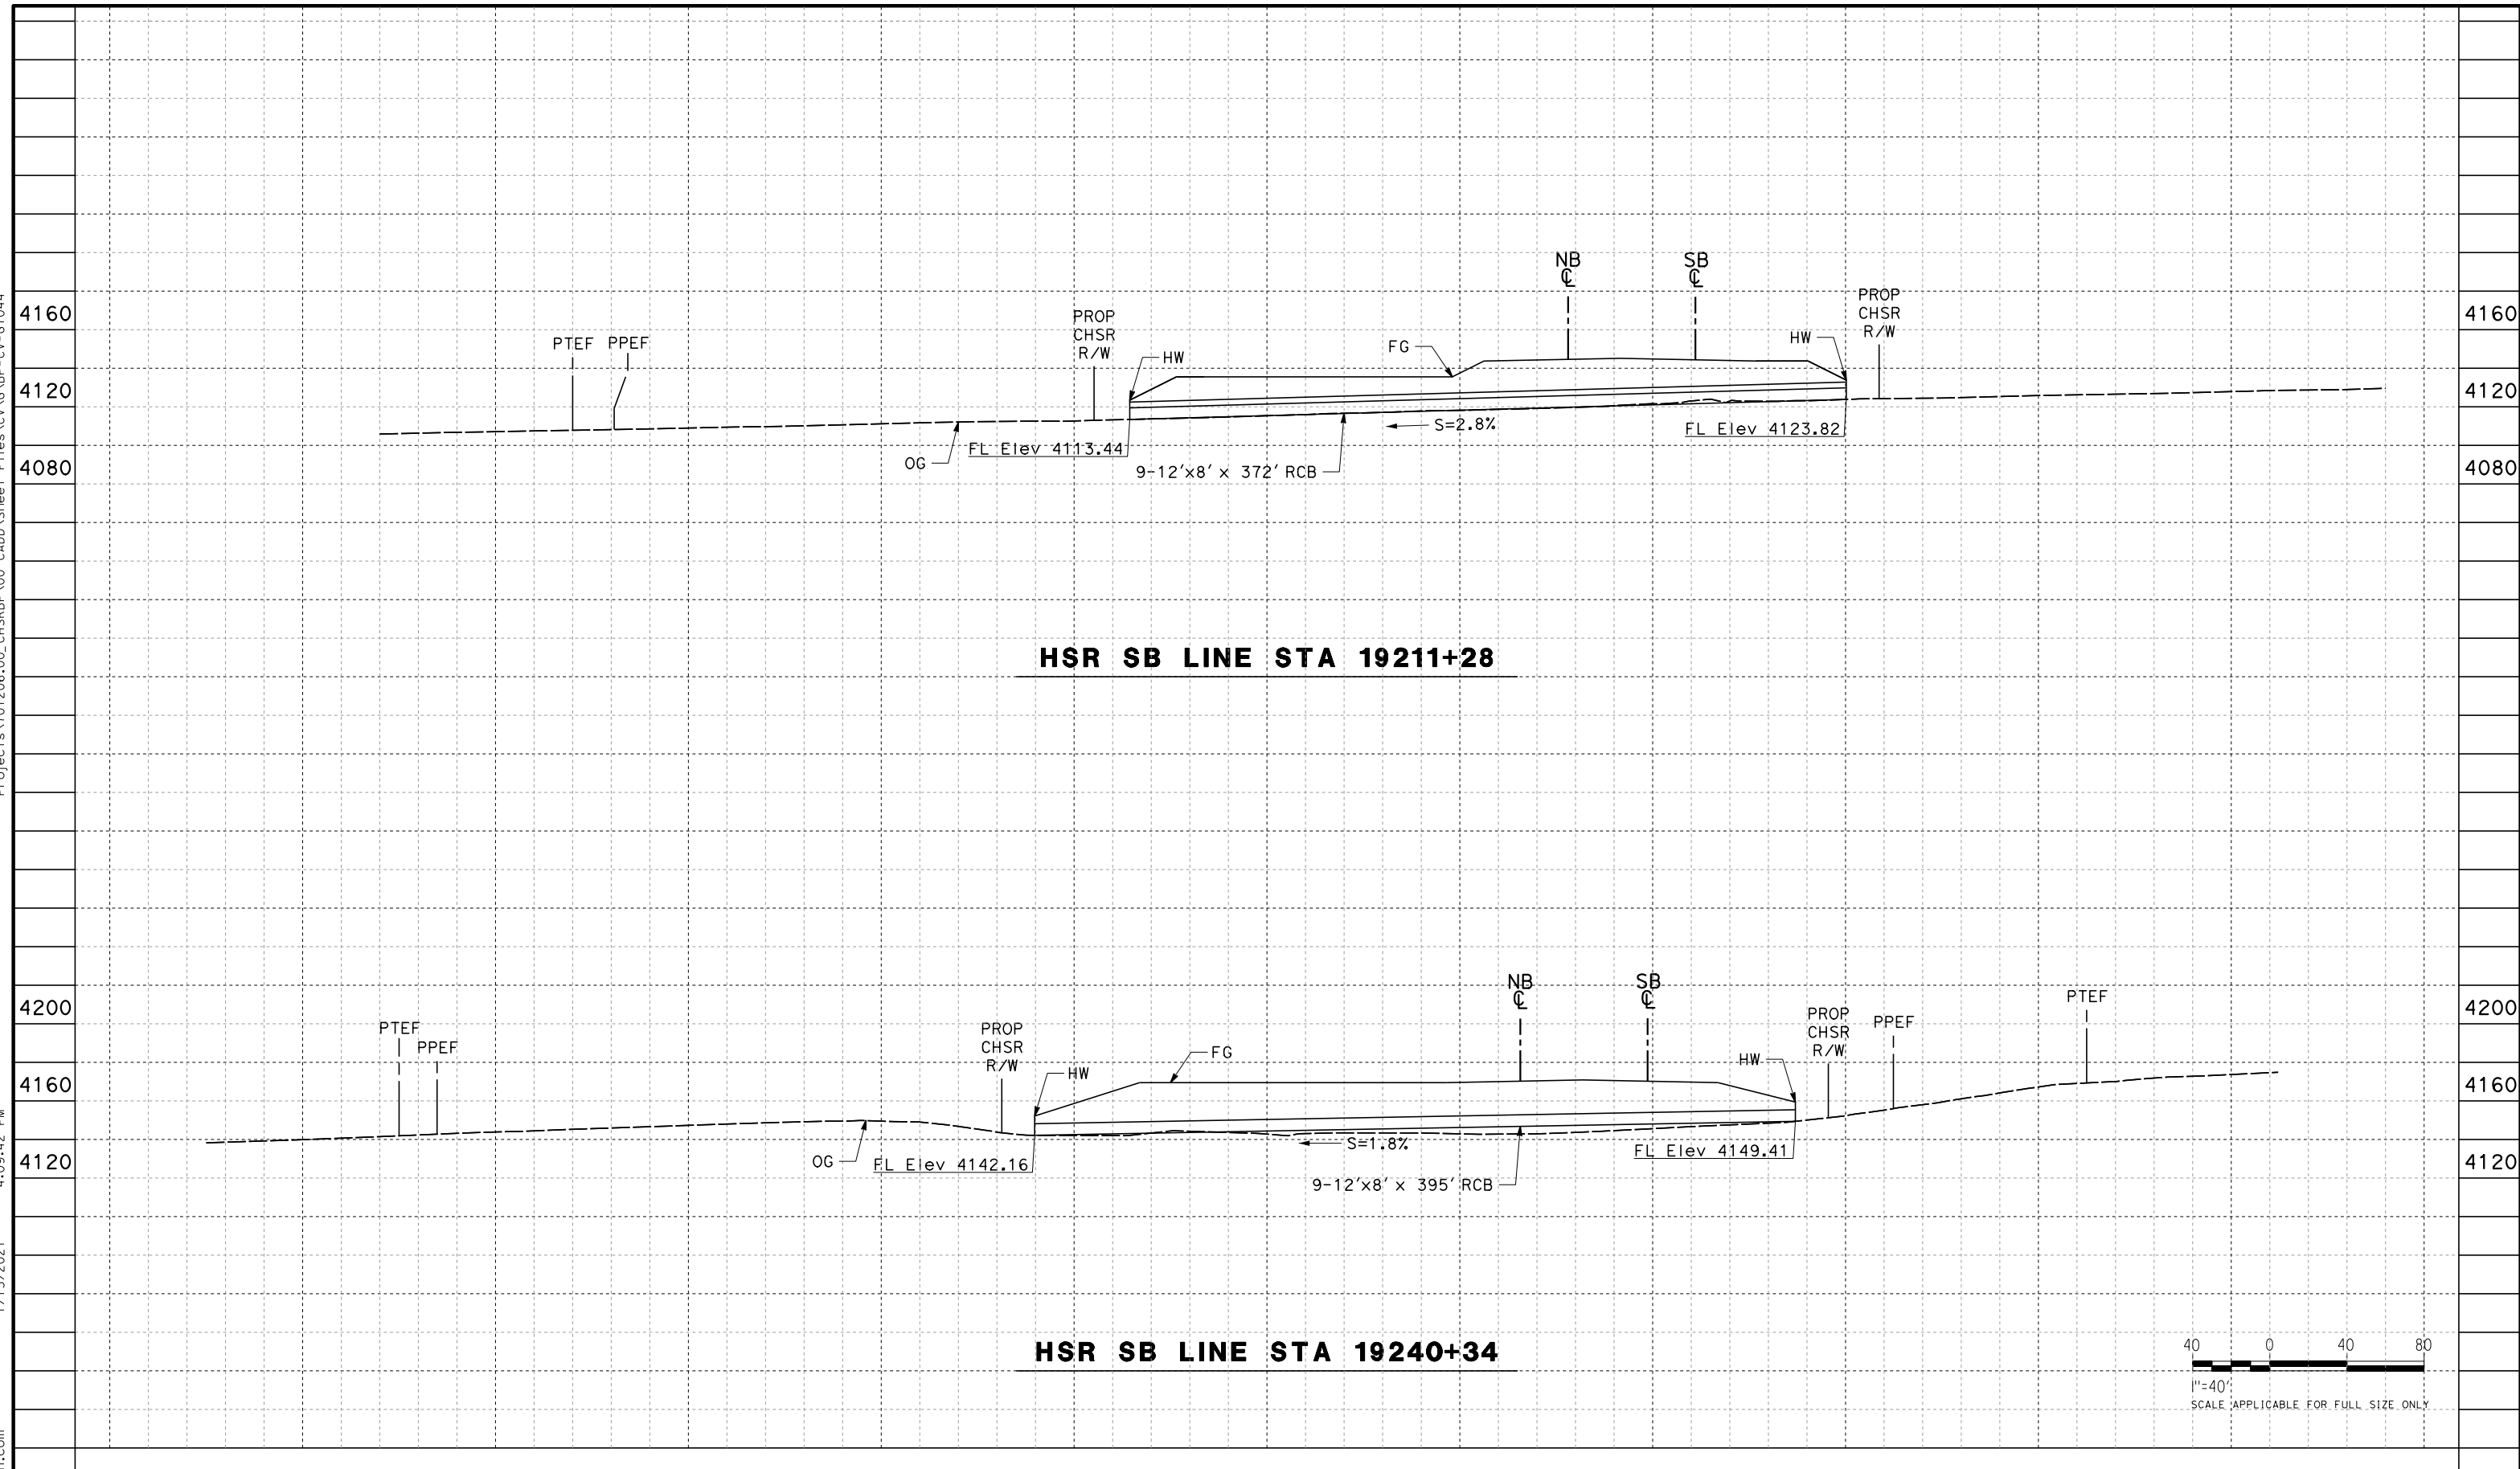 NB
SB
℄
℄
PROP
CHSR
R/W
4160
4160
PROP
CHSR
R/W
PTEF
PPEF
HW
FG
HW
4120
4120
S=2.8%
FL Elev 4123.82
FL Elev 4113.44
OG
4080
4080
9-12'x8' x 372' RCB
HSR SB LINE STA 19211+28
NB
SB
℄
℄
PTEF
4200
4200
PROP
CHSR
R/W
PPEF
PTEF
PPEF
PROP
CHSR
R/W
FG
HW
HW
4160
4160
S=1.8%
FL Elev 4149.41
OG
FL Elev 4142.16
4120
4120
9-12'x8' x 395' RCB
HSR SB LINE STA 19240+34
40 0 40 80
1"=40'
SCALE APPLICABLE FOR FULL SIZE ONLY